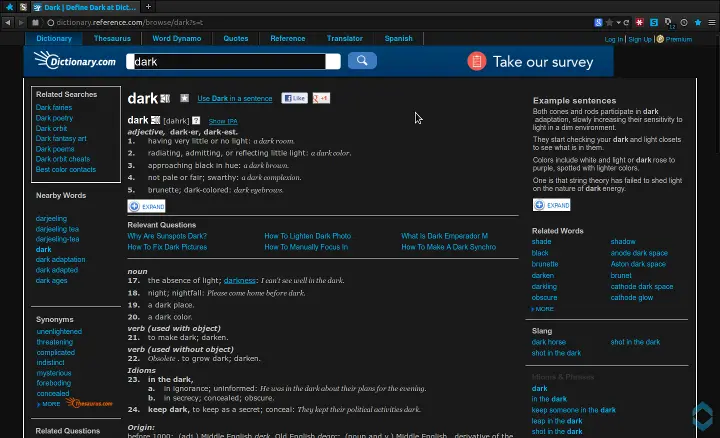 Dark | Define Dark at Dict...
dictionary.reference.com/browse/dark?s=t
Dictionary Thesaurus Word Dynamo Quotes Reference Translator Spanish
Log In | Sign Up | Premium
Dictionary.com
dark
Take our survey
Related Searches
Dark fairies
Dark poetry
Dark orbit
Dark fantasy art
Dark poems
Dark orbit cheats
Best color contacts
Nearby Words
darjeeling
darjeeling tea
darjeeling-tea
dark
dark adaptation
dark adapted
dark ages
Synonyms
unenlightened
threatening
complicated
indistinct
mysterious
foreboding
concealed
MORE Thesaurus.com
Related Questions
dark Use Dark in a sentence Like +1
dark [dahrk] ? Show IPA
adjective, dark·er, dark·est.
1. having very little or no light: a dark room.
2. radiating, admitting, or reflecting little light: a dark color.
3. approaching black in hue: a dark brown.
4. not pale or fair; swarthy: a dark complexion.
5. brunette; dark-colored: dark eyebrows.
EXPAND
Relevant Questions
Why Are Sunspots Dark? How To Lighten Dark Photo What Is Dark Emperador M
How To Fix Dark Pictures How To Manually Focus In How To Make A Dark Synchro
noun
17. the absence of light; darkness: I can't see well in the dark.
18. night; nightfall: Please come home before dark.
19. a dark place.
20. a dark color.
verb (used with object)
21. to make dark; darken.
verb (used without object)
22. Obsolete . to grow dark; darken.
Idioms
23. in the dark,
a. in ignorance; uninformed: He was in the dark about their plans for the evening.
b. in secrecy; concealed; obscure.
24. keep dark, to keep as a secret; conceal: They kept their political activities dark.
Origin:
Example sentences
Both cones and rods participate in dark
adaptation, slowly increasing their sensitivity to
light in a dim environment.
They start checking your dark and light closets
to see what is in them.
Colors include white and light or dark rose to
purple, spotted with lighter colors.
One is that string theory has failed to shed light
on the nature of dark energy.
EXPAND
Related Words
shade shadow
black anode dark space
brunette Aston dark space
darken brunet
darkling cathode dark space
obscure cathode glow
MORE
Slang
dark horse shot in the dark
shot in the dark
Idioms & Phrases
dark
in the dark
keep someone in the dark
leap in the dark
shot in the dark